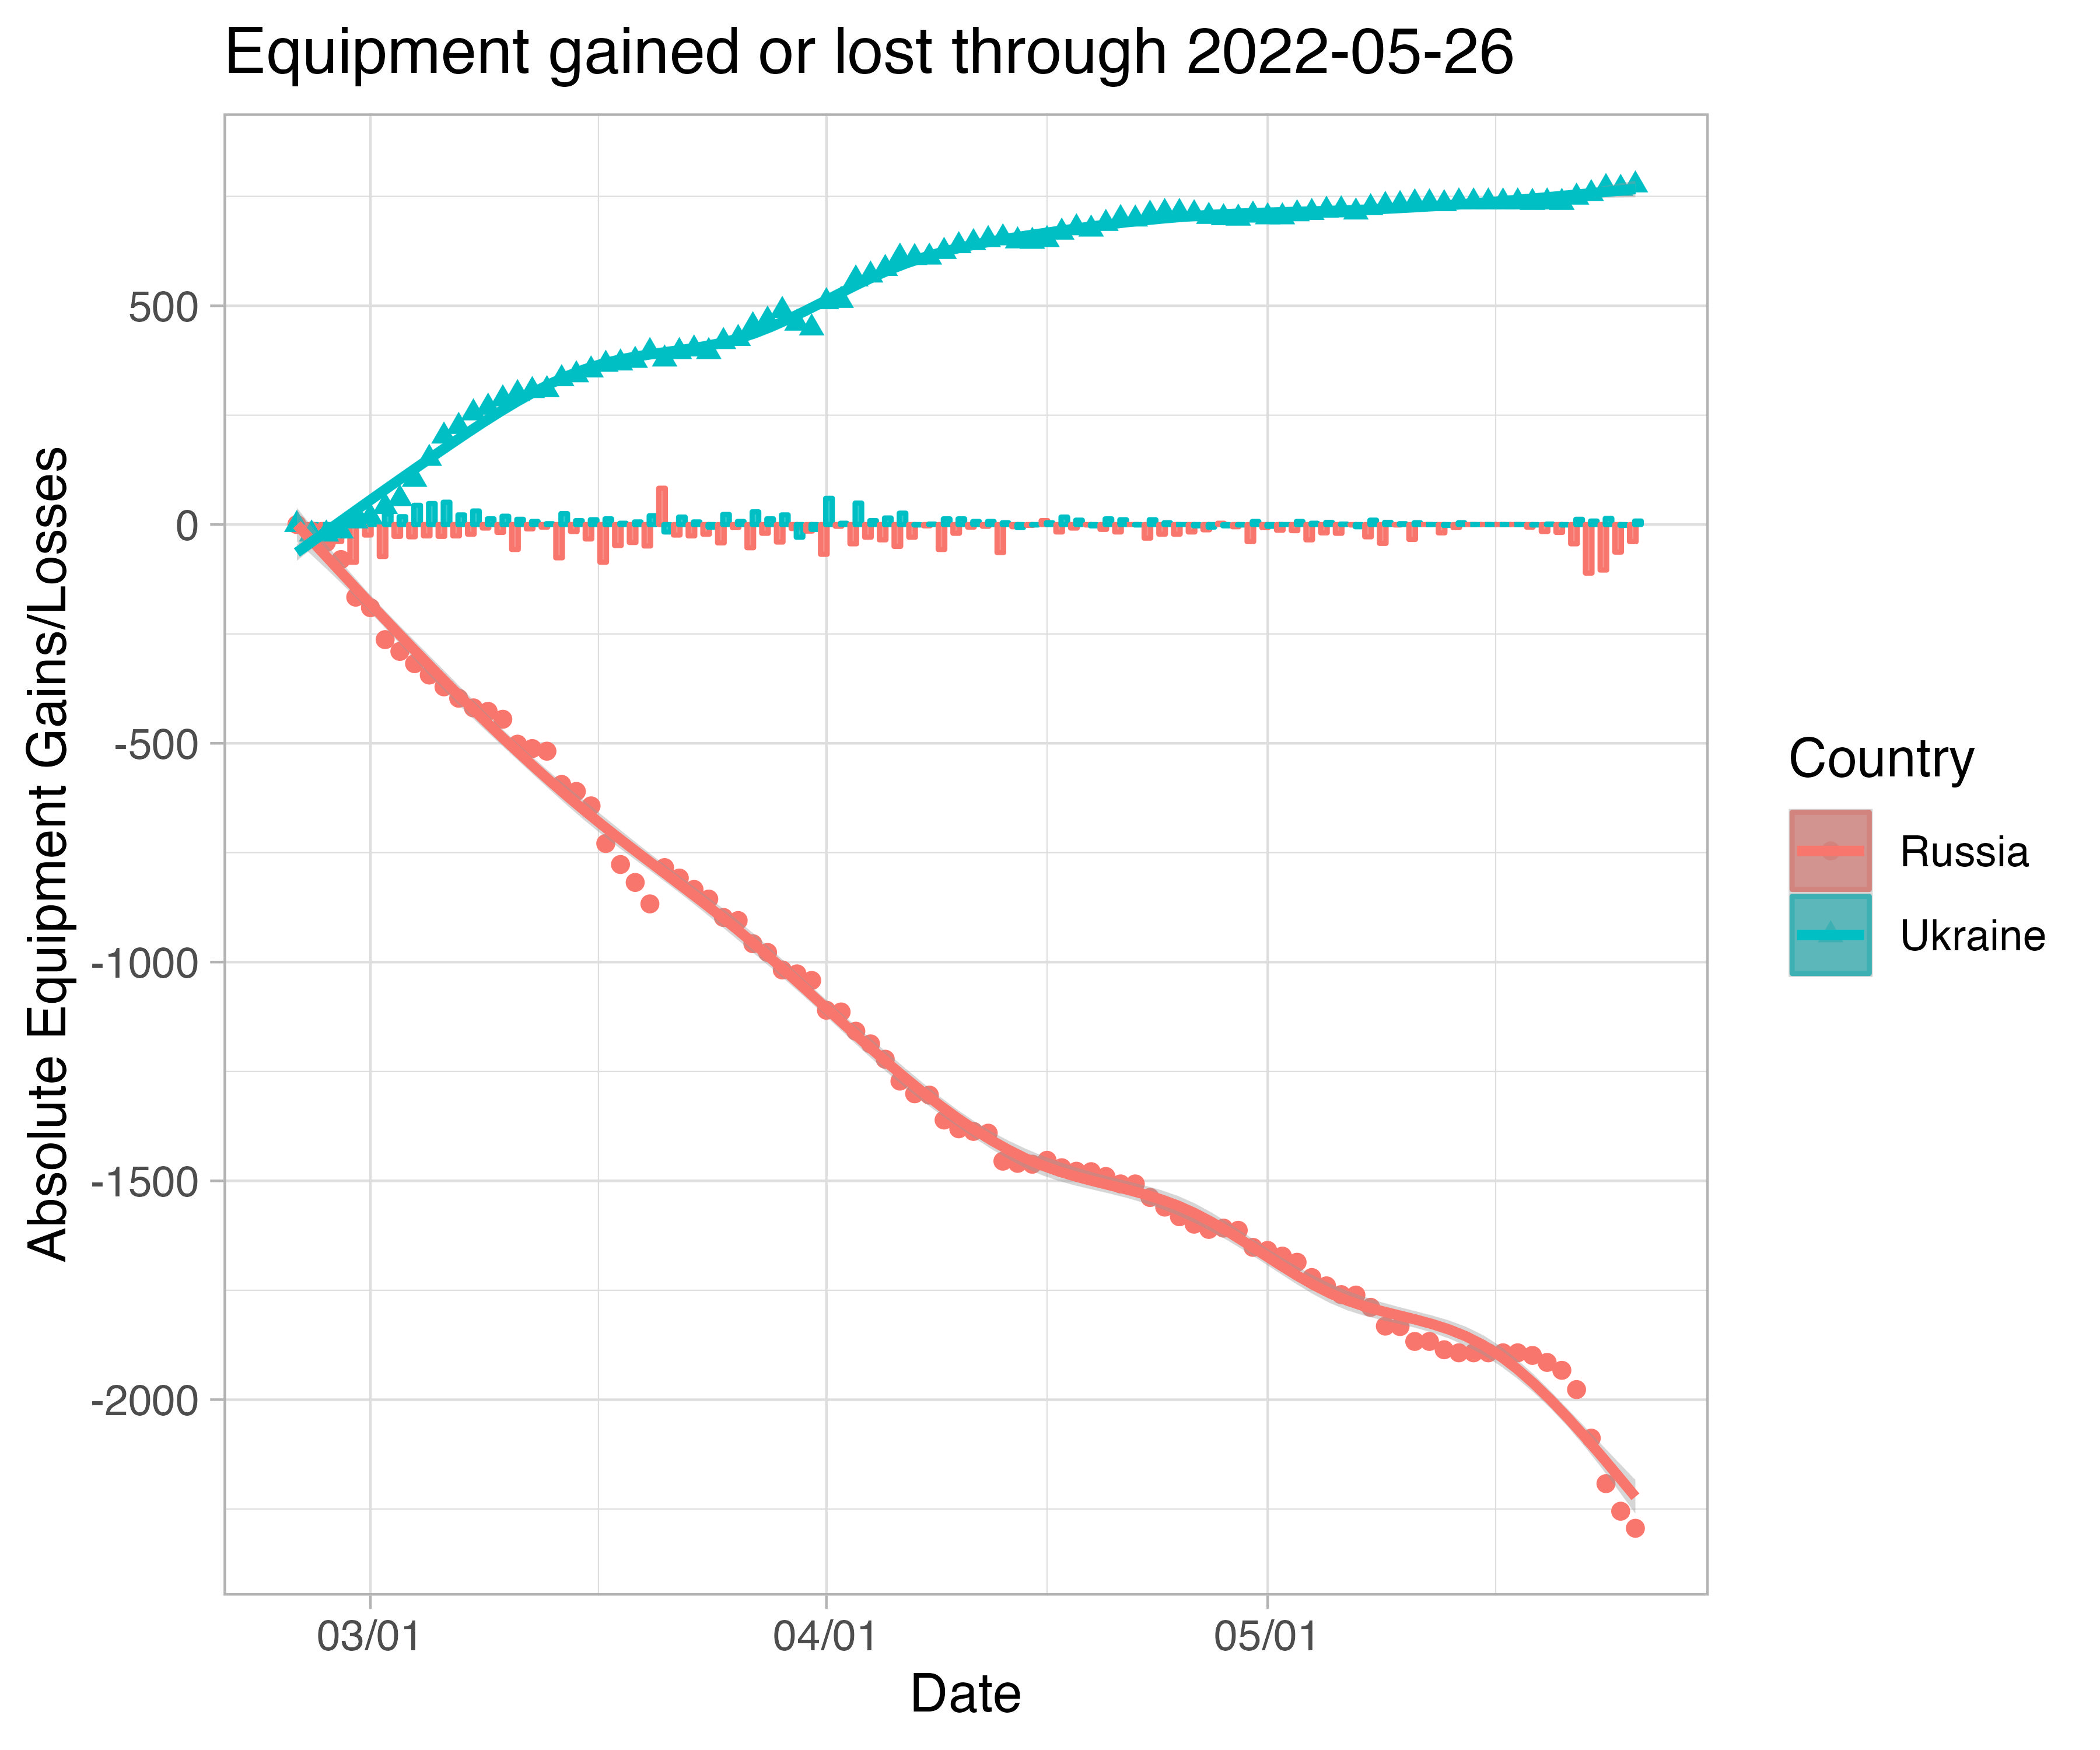 Equipment gained or lost through 2022-05-26
Absolute Equipment Gains/Losses
500
0
-500
-1000
-1500
-2000
03/01
04/01
05/01
Date
Country
Russia
Ukraine